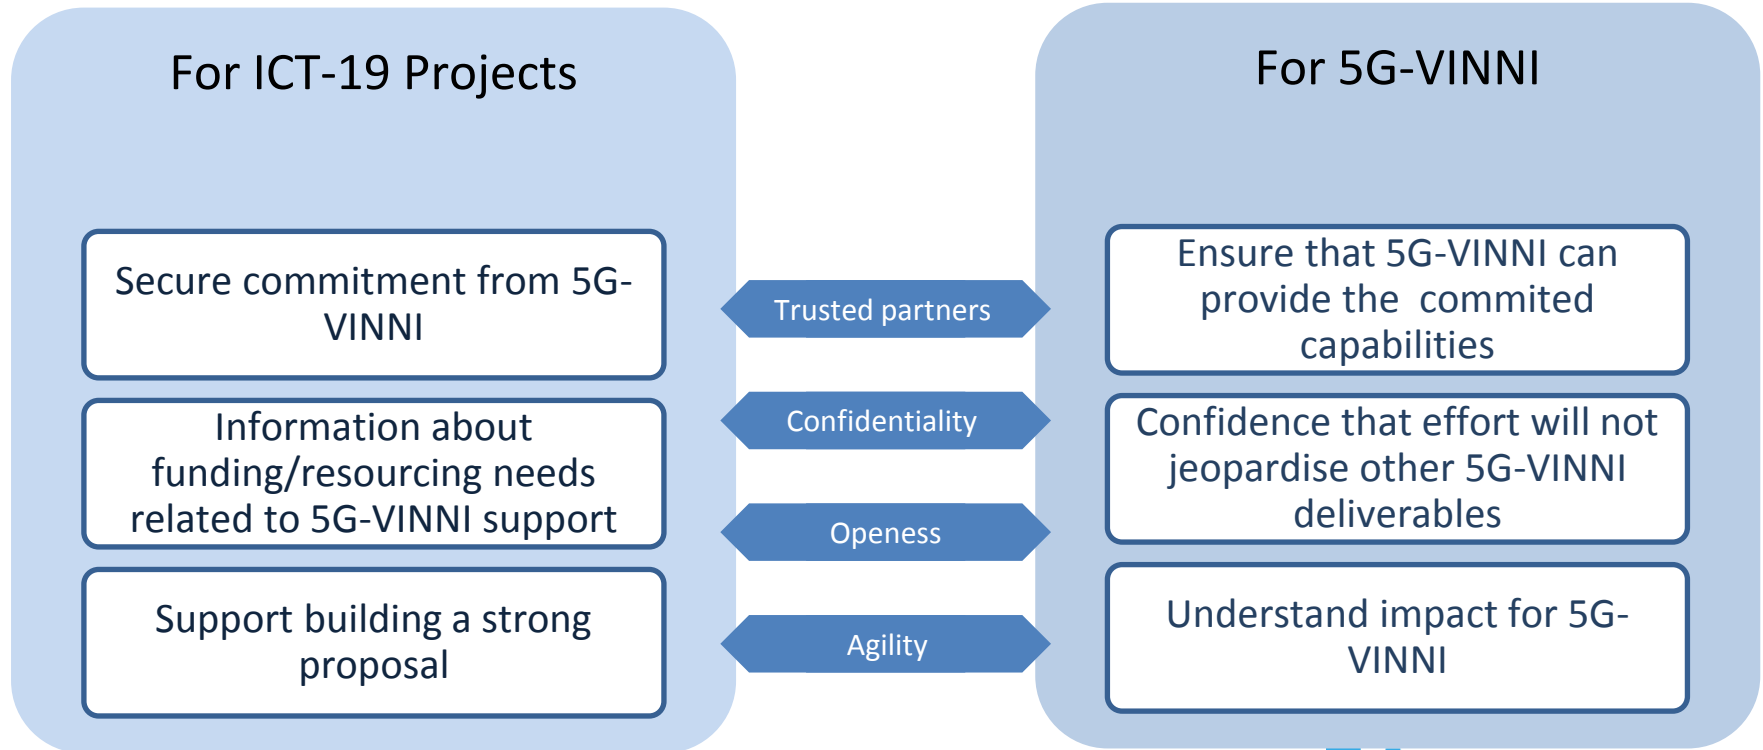 For ICT-19 Projects
Secure commitment from 5G-
VINNI
Information about
funding/resourcing needs
related to 5G-VINNI support
Support building a strong
proposal
Trusted partners
Confidentiality
Openess
Agility
For 5G-VINNI
Ensure that 5G-VINNI can
provide the  commited
capabilities
Confidence that effort will not
jeopardise other 5G-VINNI
deliverables
Understand impact for 5G-
VINNI